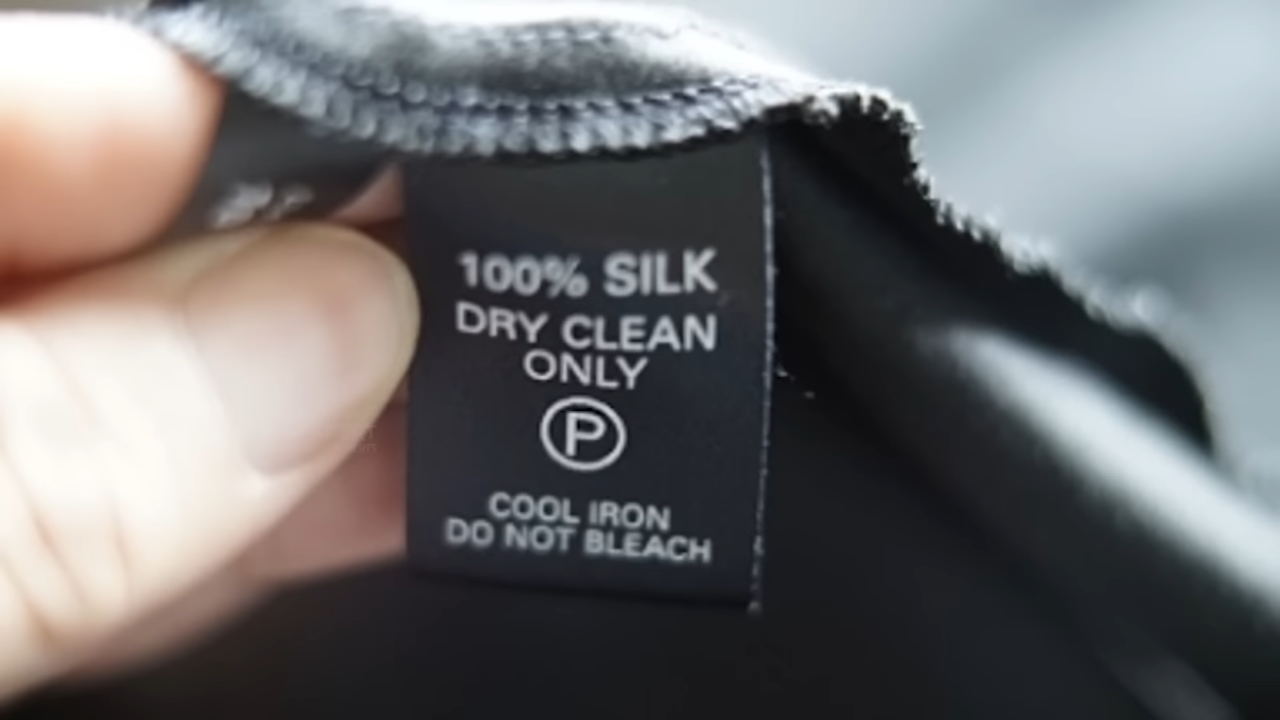 100% SILK
DRY CLEAN
ONLY
P
COOL IRON
DO NOT BLEACH